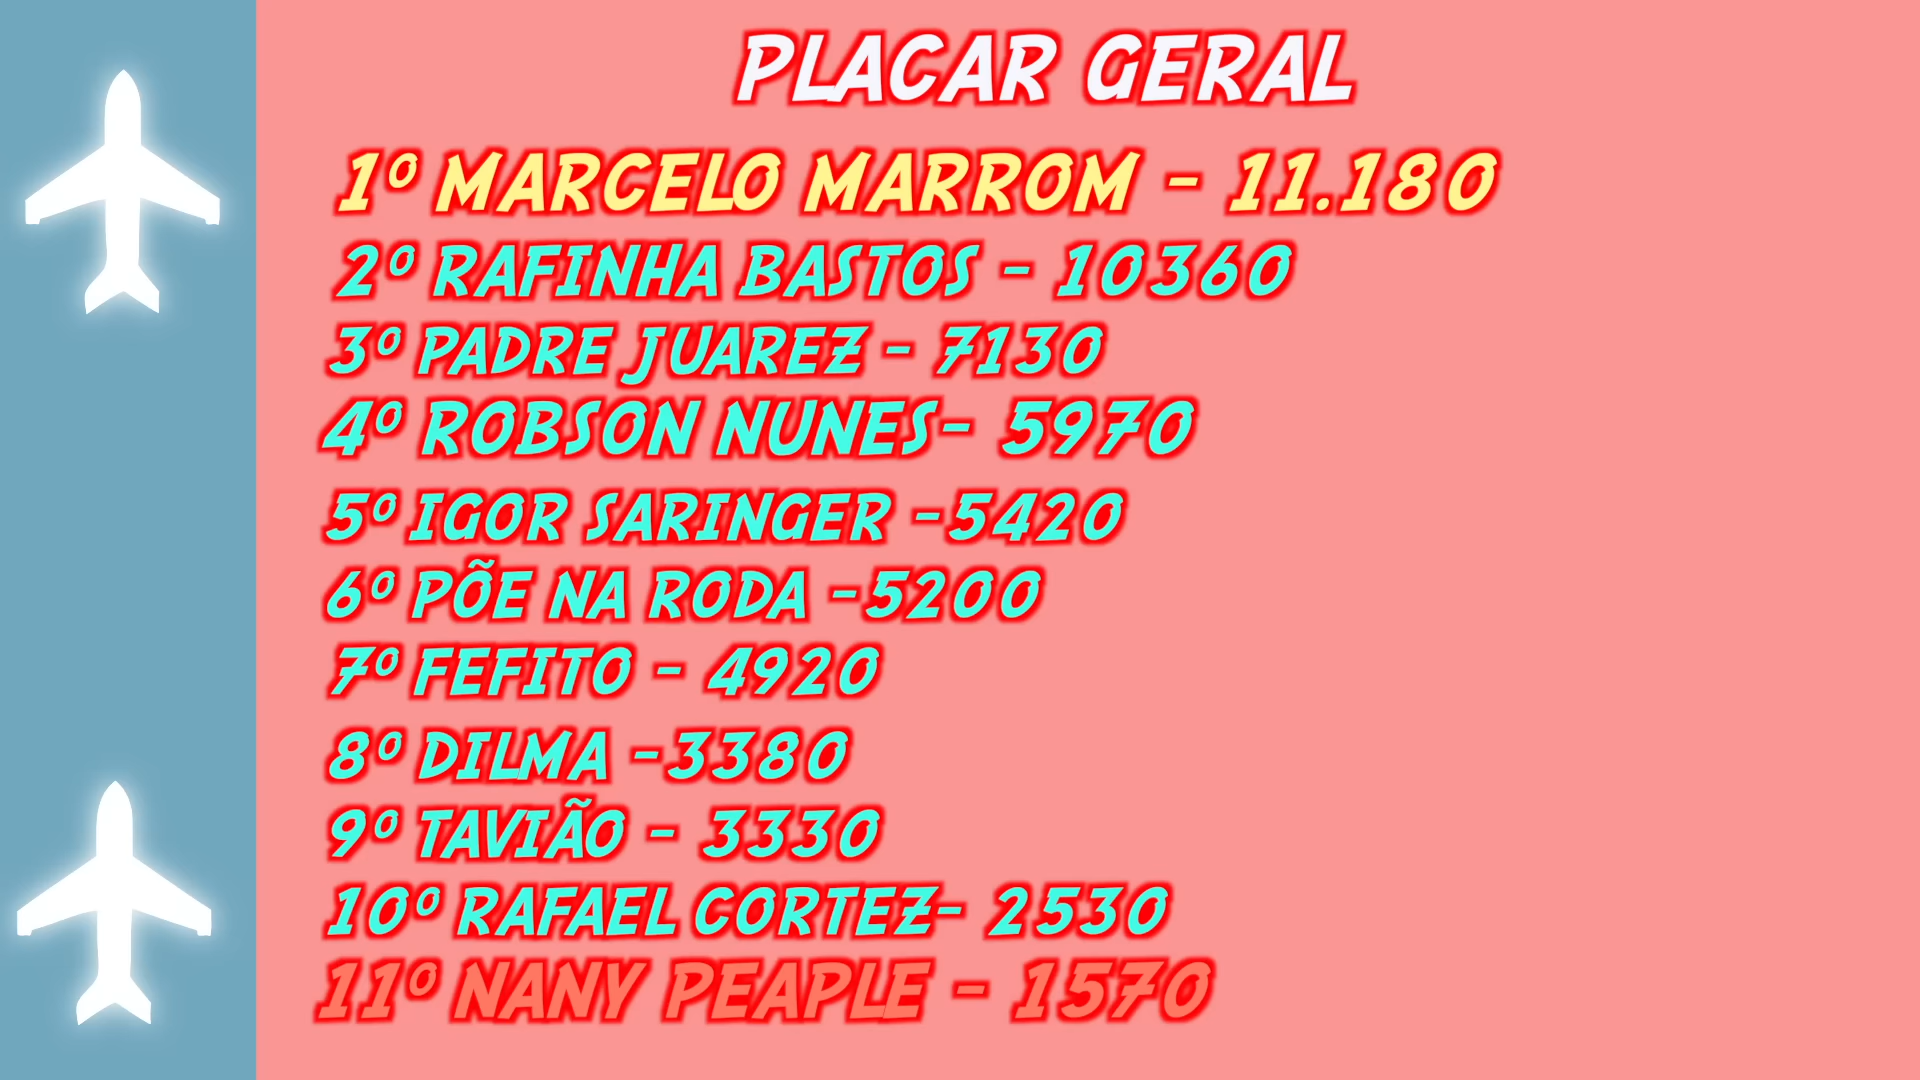 PLACAR GERAL
1º MARCELO MARROM - 11.180
2º RAFINHA BASTOS - 10360
3º PADRE JUAREZ - 7130
4º ROBSON NUNES- 5970
5º IGOR SARINGER -5420
6º PÕE NA RODA -5200
7º FEFITO - 4920
8º DILMA -3380
9º TAVIÃO - 3330
10º RAFAEL CORTEZ- 2530
11º NANY PEAPLE - 1570